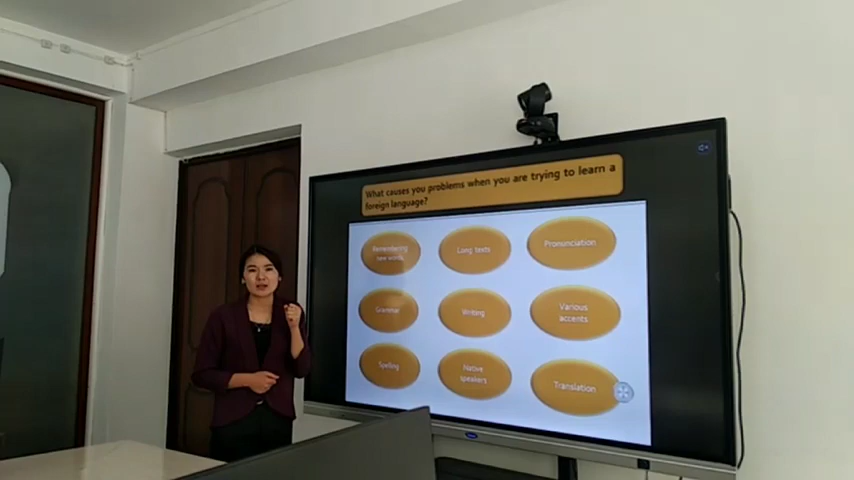 What causes you problems when you are trying to learn a
foreign language?
Remembering
new words
Long texts
Pronunciation
Grammar
Writing
Various
accents
Spelling
Native
speakers
Translation